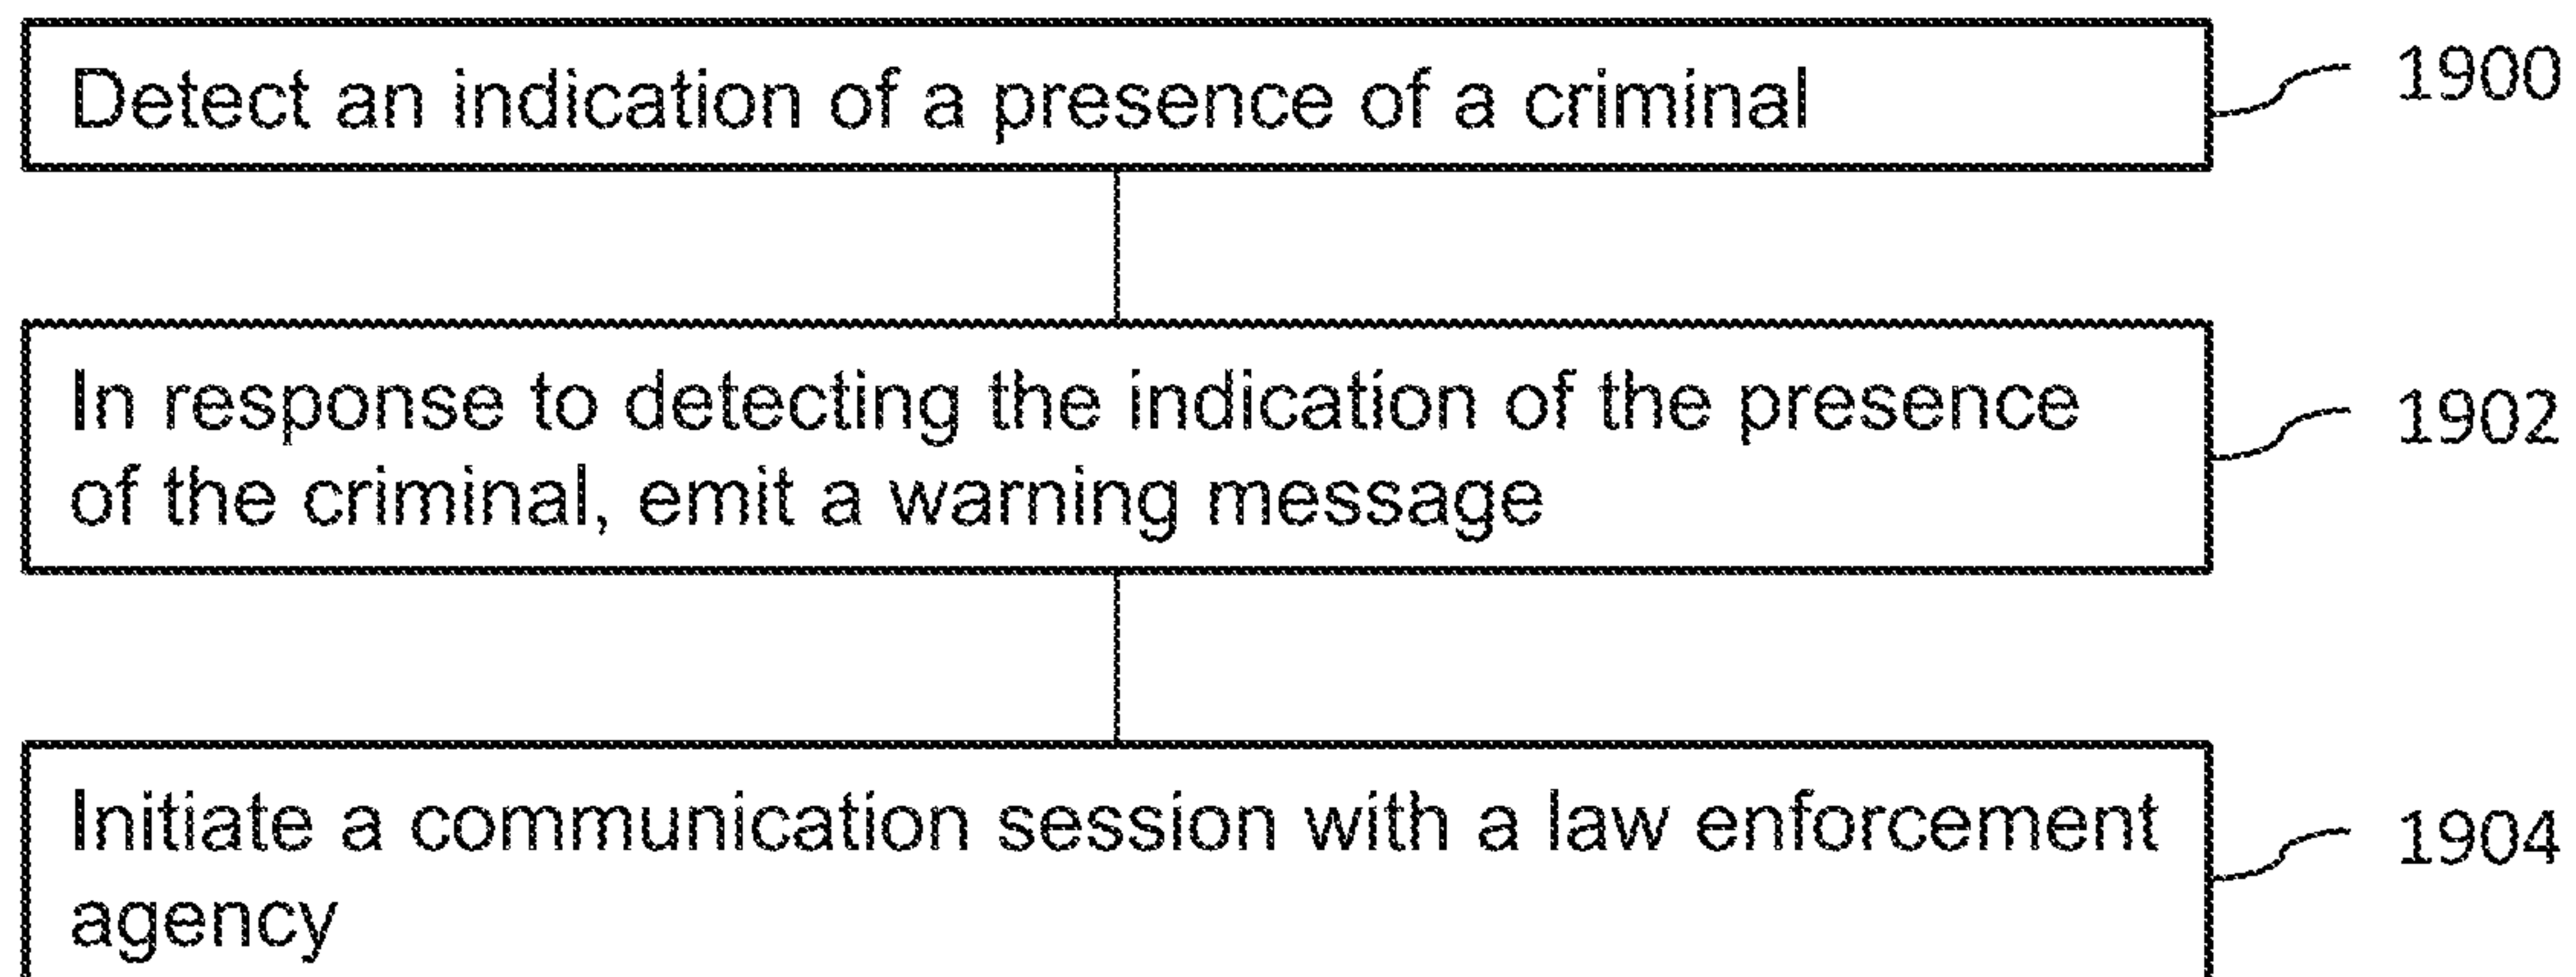 Detect an indication of a presence of a criminal
1900
In response to detecting the indication of the presence
of the criminal, emit a warning message
1902
Initiate a communication session with a law enforcement
agency
1904